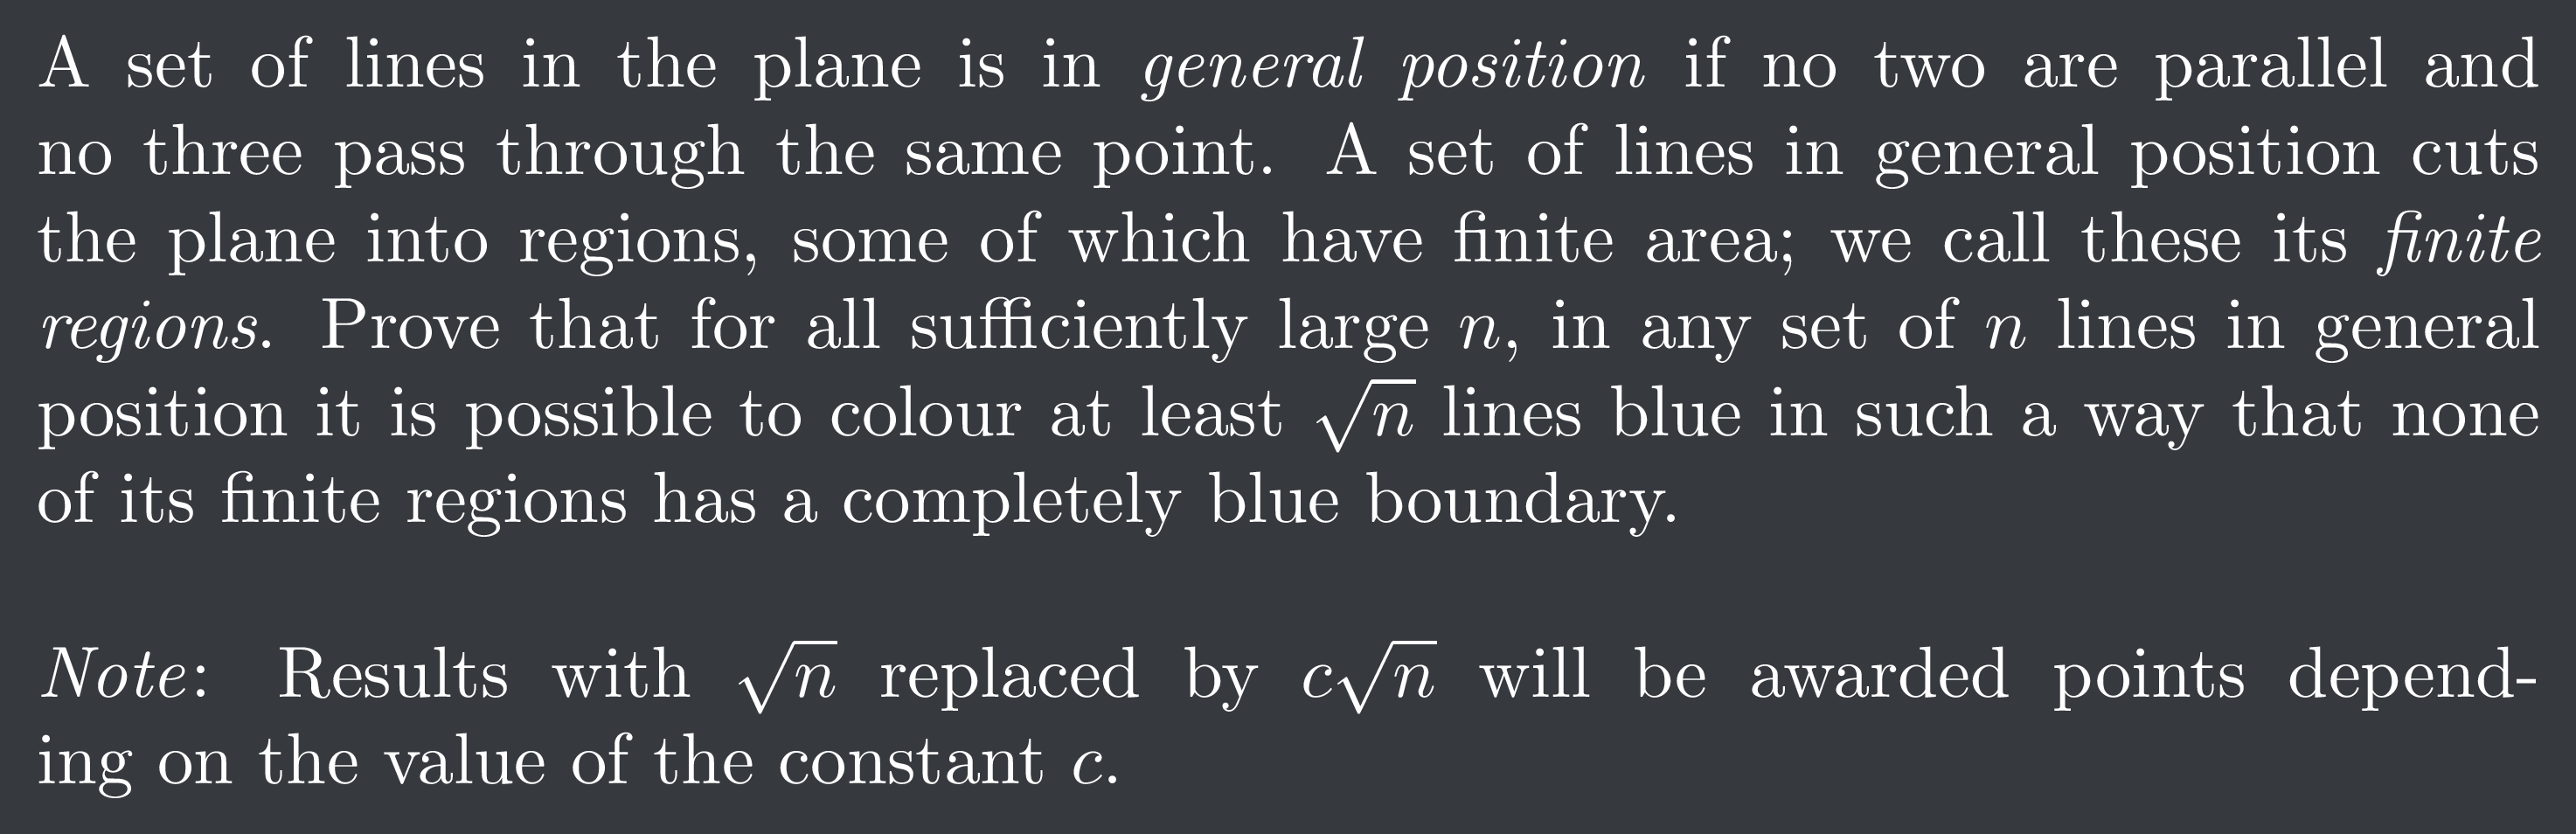 A set of lines in the plane is in general position if no two are parallel and
no three pass through the same point. A set of lines in general position cuts
the plane into regions, some of which have finite area; we call these its finite
regions. Prove that for all sufficiently large n, in any set of n lines in general
position it is possible to colour at least √n lines blue in such a way that none
of its finite regions has a completely blue boundary.
Note: Results with √n replaced by c√n will be awarded points depend-
ing on the value of the constant c.